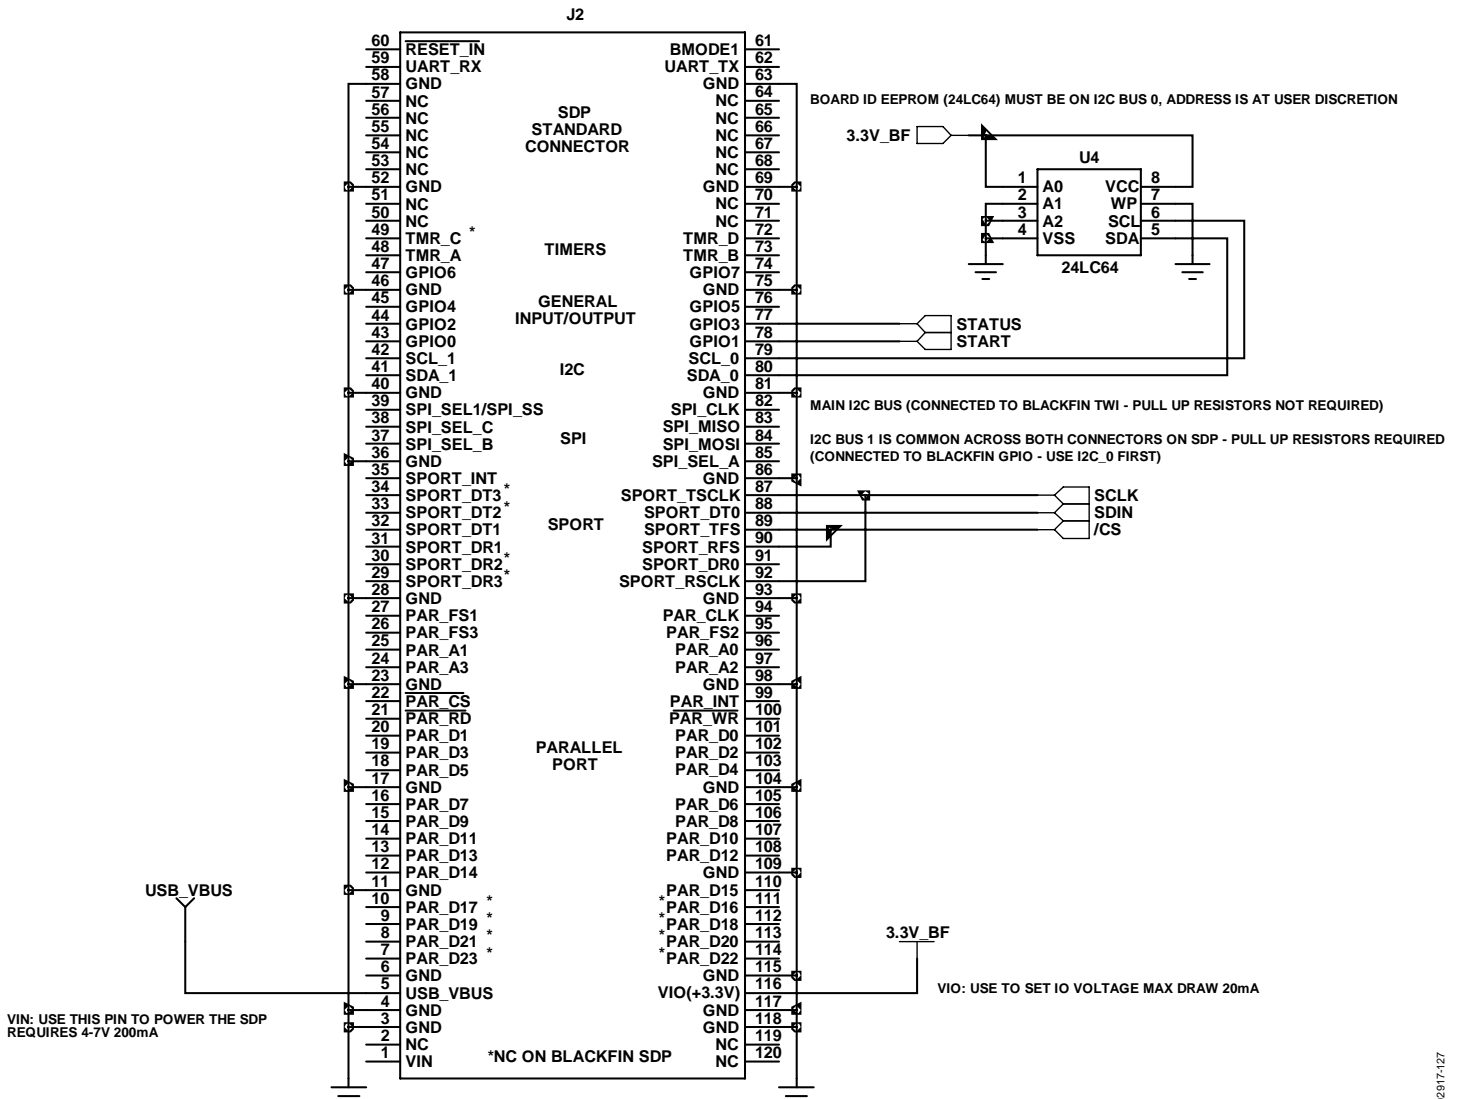 J2
60 RESET_IN BMODE1 61
59 UART_RX UART_TX 62
58 GND GND 63
57 NC NC 64
56 NC NC 65
55 NC NC 66
54 NC NC 67
53 NC NC 68
52 GND GND 69
51 NC NC 70
50 NC NC 71
49 TMR_C * TMR_D 72
48 TMR_A TMR_B 73
47 GPIO6 GPIO7 74
46 GND GND 75
45 GPIO4 GPIO5 76
44 GPIO2 GPIO3 77
43 GPIO0 GPIO1 78
42 SCL_1 SCL_0 79
41 SDA_1 SDA_0 80
40 GND GND 81
39 SPI_SEL1/SPI_SS SPI_CLK 82
38 SPI_SEL_C SPI_MISO 83
37 SPI_SEL_B SPI_MOSI 84
36 GND SPI_SEL_A 85
35 SPORT_INT GND 86
34 SPORT_DT3 * SPORT_TSCLK 87
33 SPORT_DT2 * SPORT_DT0 88
32 SPORT_DT1 SPORT_TFS 89
31 SPORT_DR1 SPORT_RFS 90
30 SPORT_DR2 * SPORT_DR0 91
29 SPORT_DR3 * SPORT_RSCLK 92
28 GND GND 93
27 PAR_FS1 PAR_CLK 94
26 PAR_FS3 PAR_FS2 95
25 PAR_A1 PAR_A0 96
24 PAR_A3 PAR_A2 97
23 GND GND 98
22 PAR_CS PAR_INT 99
21 PAR_RD PAR_WR 100
20 PAR_D1 PAR_D0 101
19 PAR_D3 PAR_D2 102
18 PAR_D5 PAR_D4 103
17 GND GND 104
16 PAR_D7 PAR_D6 105
15 PAR_D9 PAR_D8 106
14 PAR_D11 PAR_D10 107
13 PAR_D13 PAR_D12 108
12 PAR_D14 GND 109
11 GND PAR_D15 110
10 PAR_D17 * * PAR_D16 111
9 PAR_D19 * PAR_D18 112
8 PAR_D21 * * PAR_D20 113
7 PAR_D23 * * PAR_D22 114
6 GND GND 115
5 USB_VBUS VIO(+3.3V) 116
4 GND GND 117
3 GND GND 118
2 NC NC 119
1 VIN NC 120
SDP
STANDARD
CONNECTOR
TIMERS
GENERAL
INPUT/OUTPUT
I2C
SPI
SPORT
PARALLEL
PORT
*NC ON BLACKFIN SDP
BOARD ID EEPROM (24LC64) MUST BE ON I2C BUS 0, ADDRESS IS AT USER DISCRETION
3.3V_BF
U4
1 A0 VCC 8
2 A1 WP 7
3 A2 SCL 6
4 VSS SDA 5
24LC64
STATUS
START
MAIN I2C BUS (CONNECTED TO BLACKFIN TWI - PULL UP RESISTORS NOT REQUIRED)
I2C BUS 1 IS COMMON ACROSS BOTH CONNECTORS ON SDP - PULL UP RESISTORS REQUIRED
(CONNECTED TO BLACKFIN GPIO - USE I2C_0 FIRST)
SCLK
SDIN
/CS
USB_VBUS
3.3V_BF
VIO: USE TO SET IO VOLTAGE MAX DRAW 20mA
VIN: USE THIS PIN TO POWER THE SDP
REQUIRES 4-7V 200mA